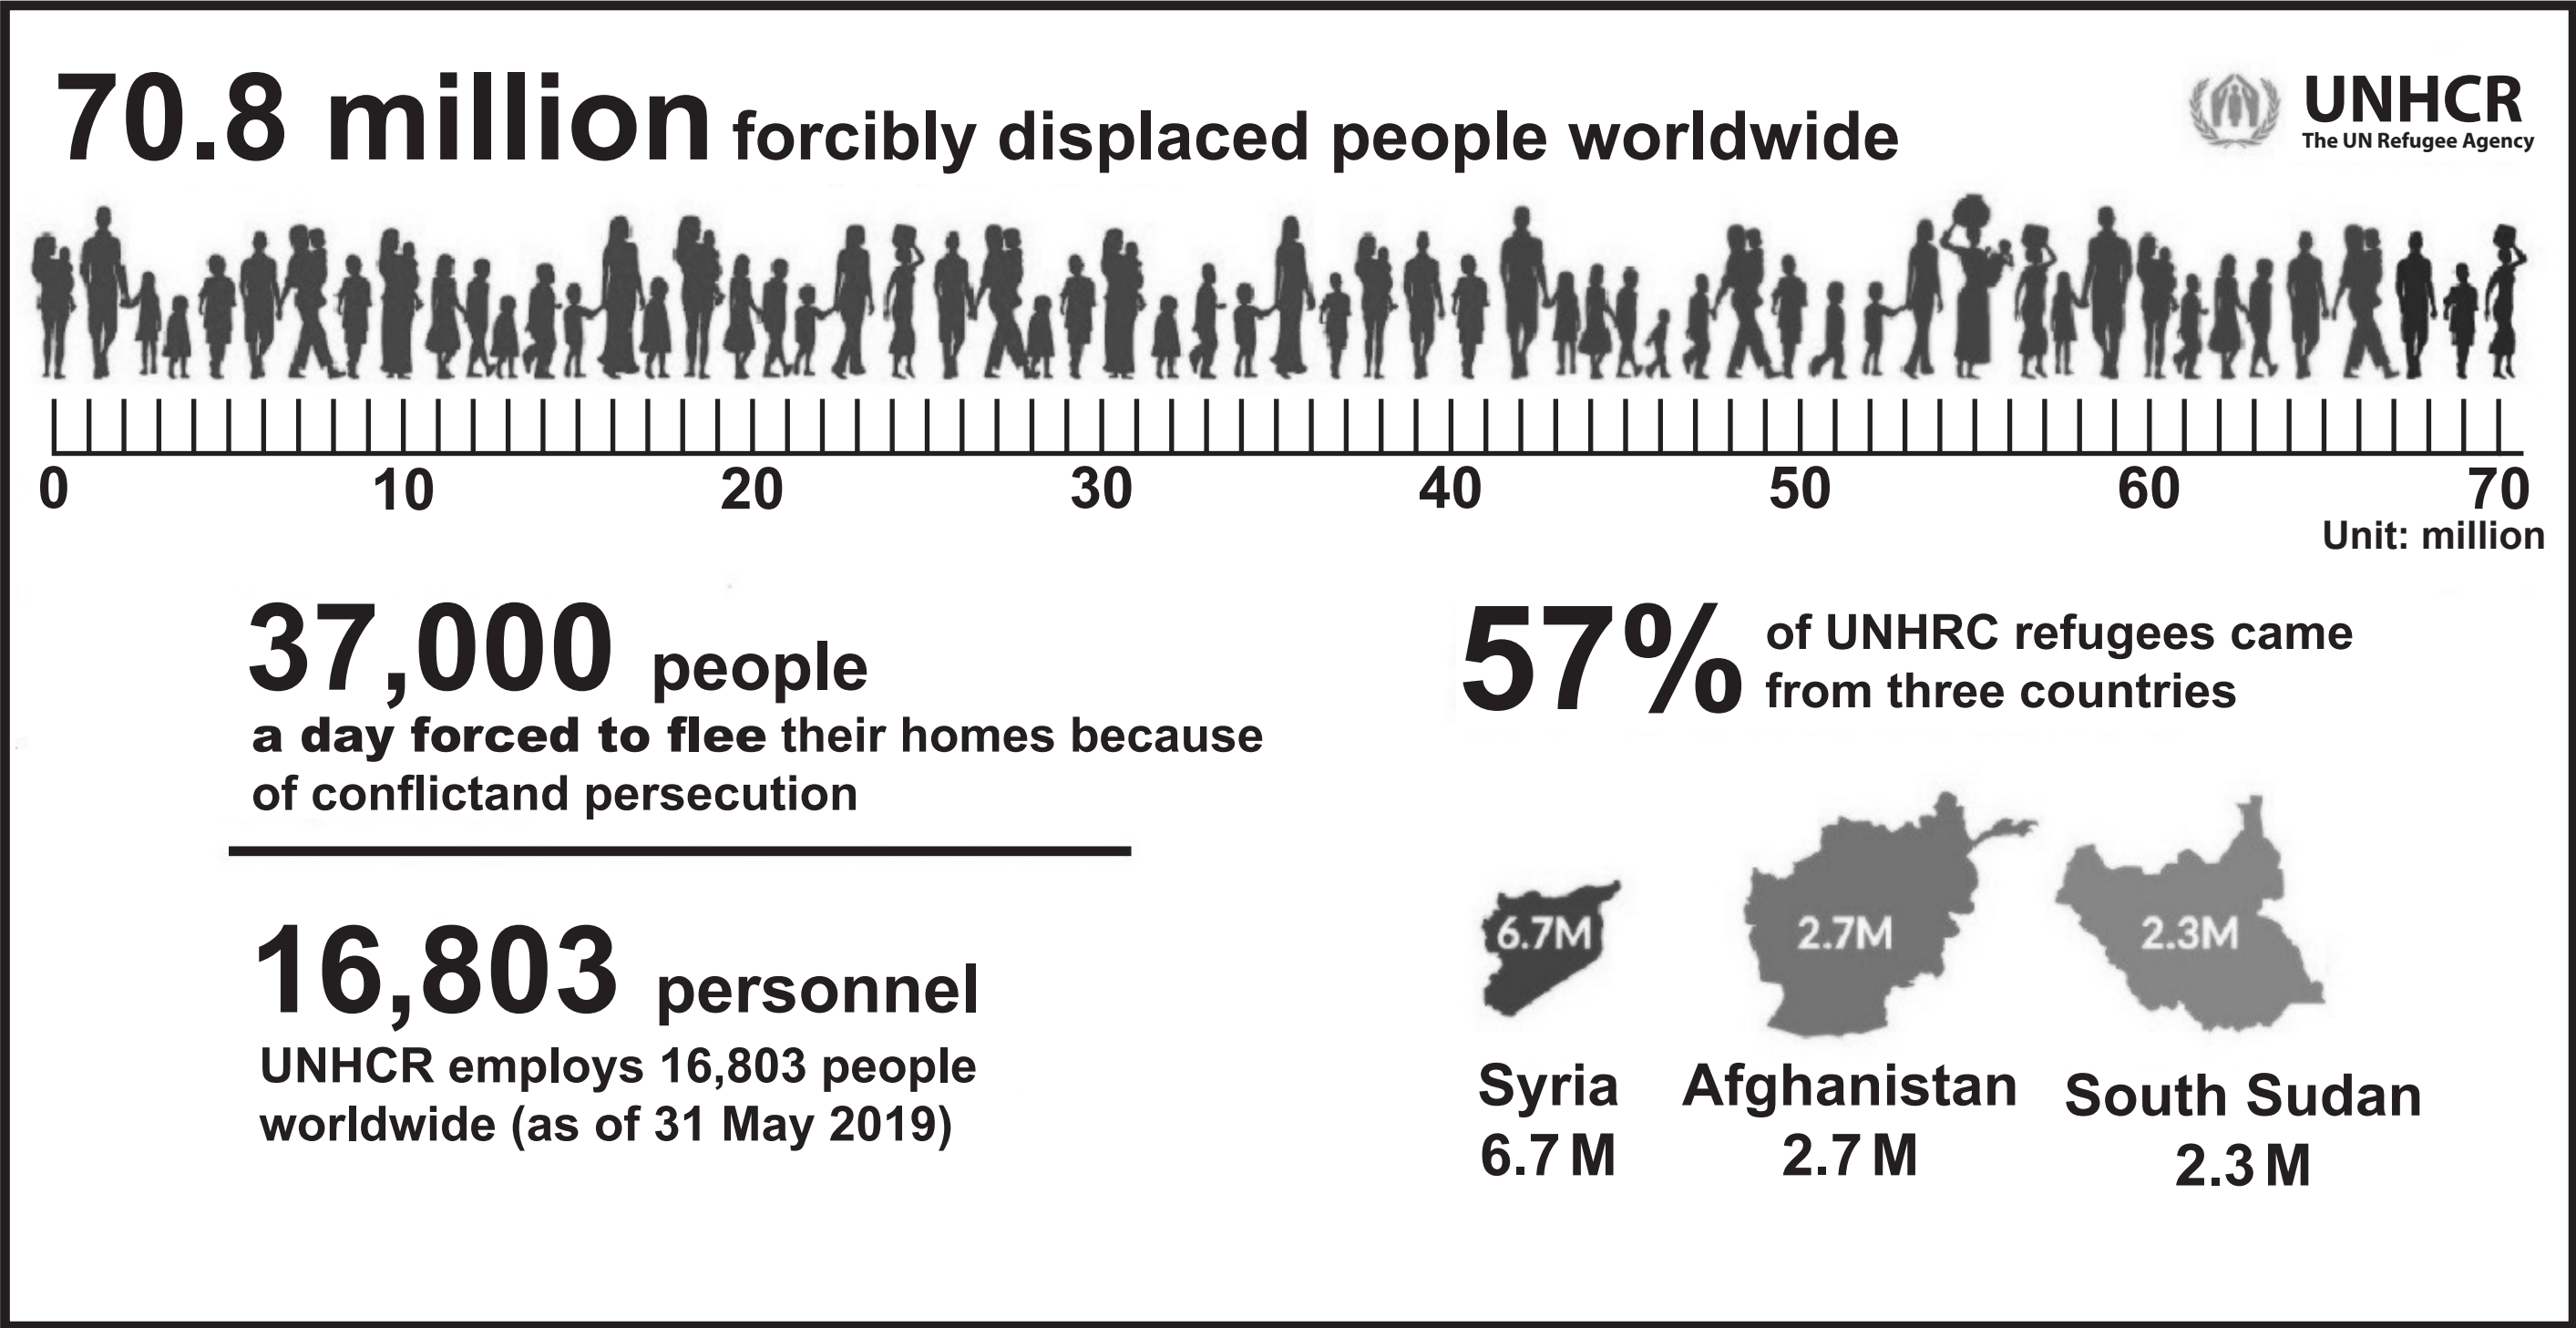 70.8 million forcibly displaced people worldwide
UNHCR
The UN Refugee Agency
0 10 20 30 40 50 60 70
Unit: million
37,000 people
a day forced to flee their homes because
of conflictand persecution
16,803 personnel
UNHCR employs 16,803 people
worldwide (as of 31 May 2019)
57% of UNHRC refugees came
from three countries
6.7M
2.7M
2.3M
Syria
6.7 M
Afghanistan
2.7 M
South Sudan
2.3 M